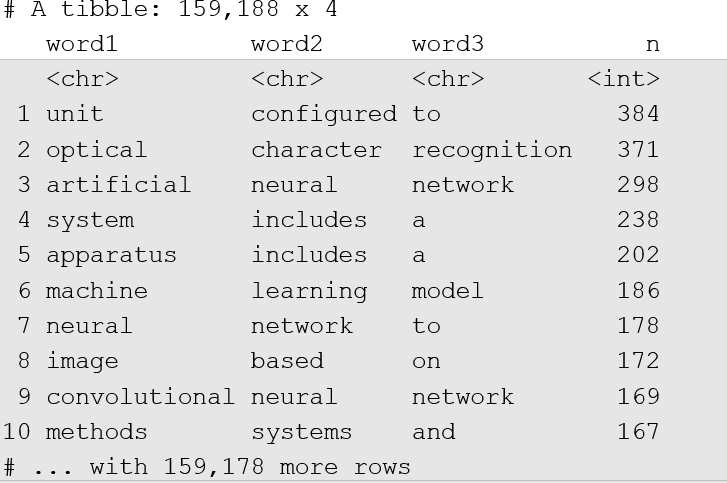 # A tibble: 159,188 x 4
word1 word2 word3 n
<chr> <chr> <chr> <int>
1 unit configured to 384
2 optical character recognition 371
3 artificial neural network 298
4 system includes a 238
5 apparatus includes a 202
6 machine learning model 186
7 neural network to 178
8 image based on 172
9 convolutional neural network 169
10 methods systems and 167
# ... with 159,178 more rows